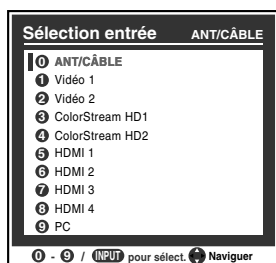 Sélection entrée ANT/CÂBLE
0 ANT/CÂBLE
1 Vidéo 1
2 Vidéo 2
3 ColorStream HD1
4 ColorStream HD2
5 HDMI 1
6 HDMI 2
7 HDMI 3
8 HDMI 4
9 PC
0 - 9 / INPUT pour sélect. Naviguer